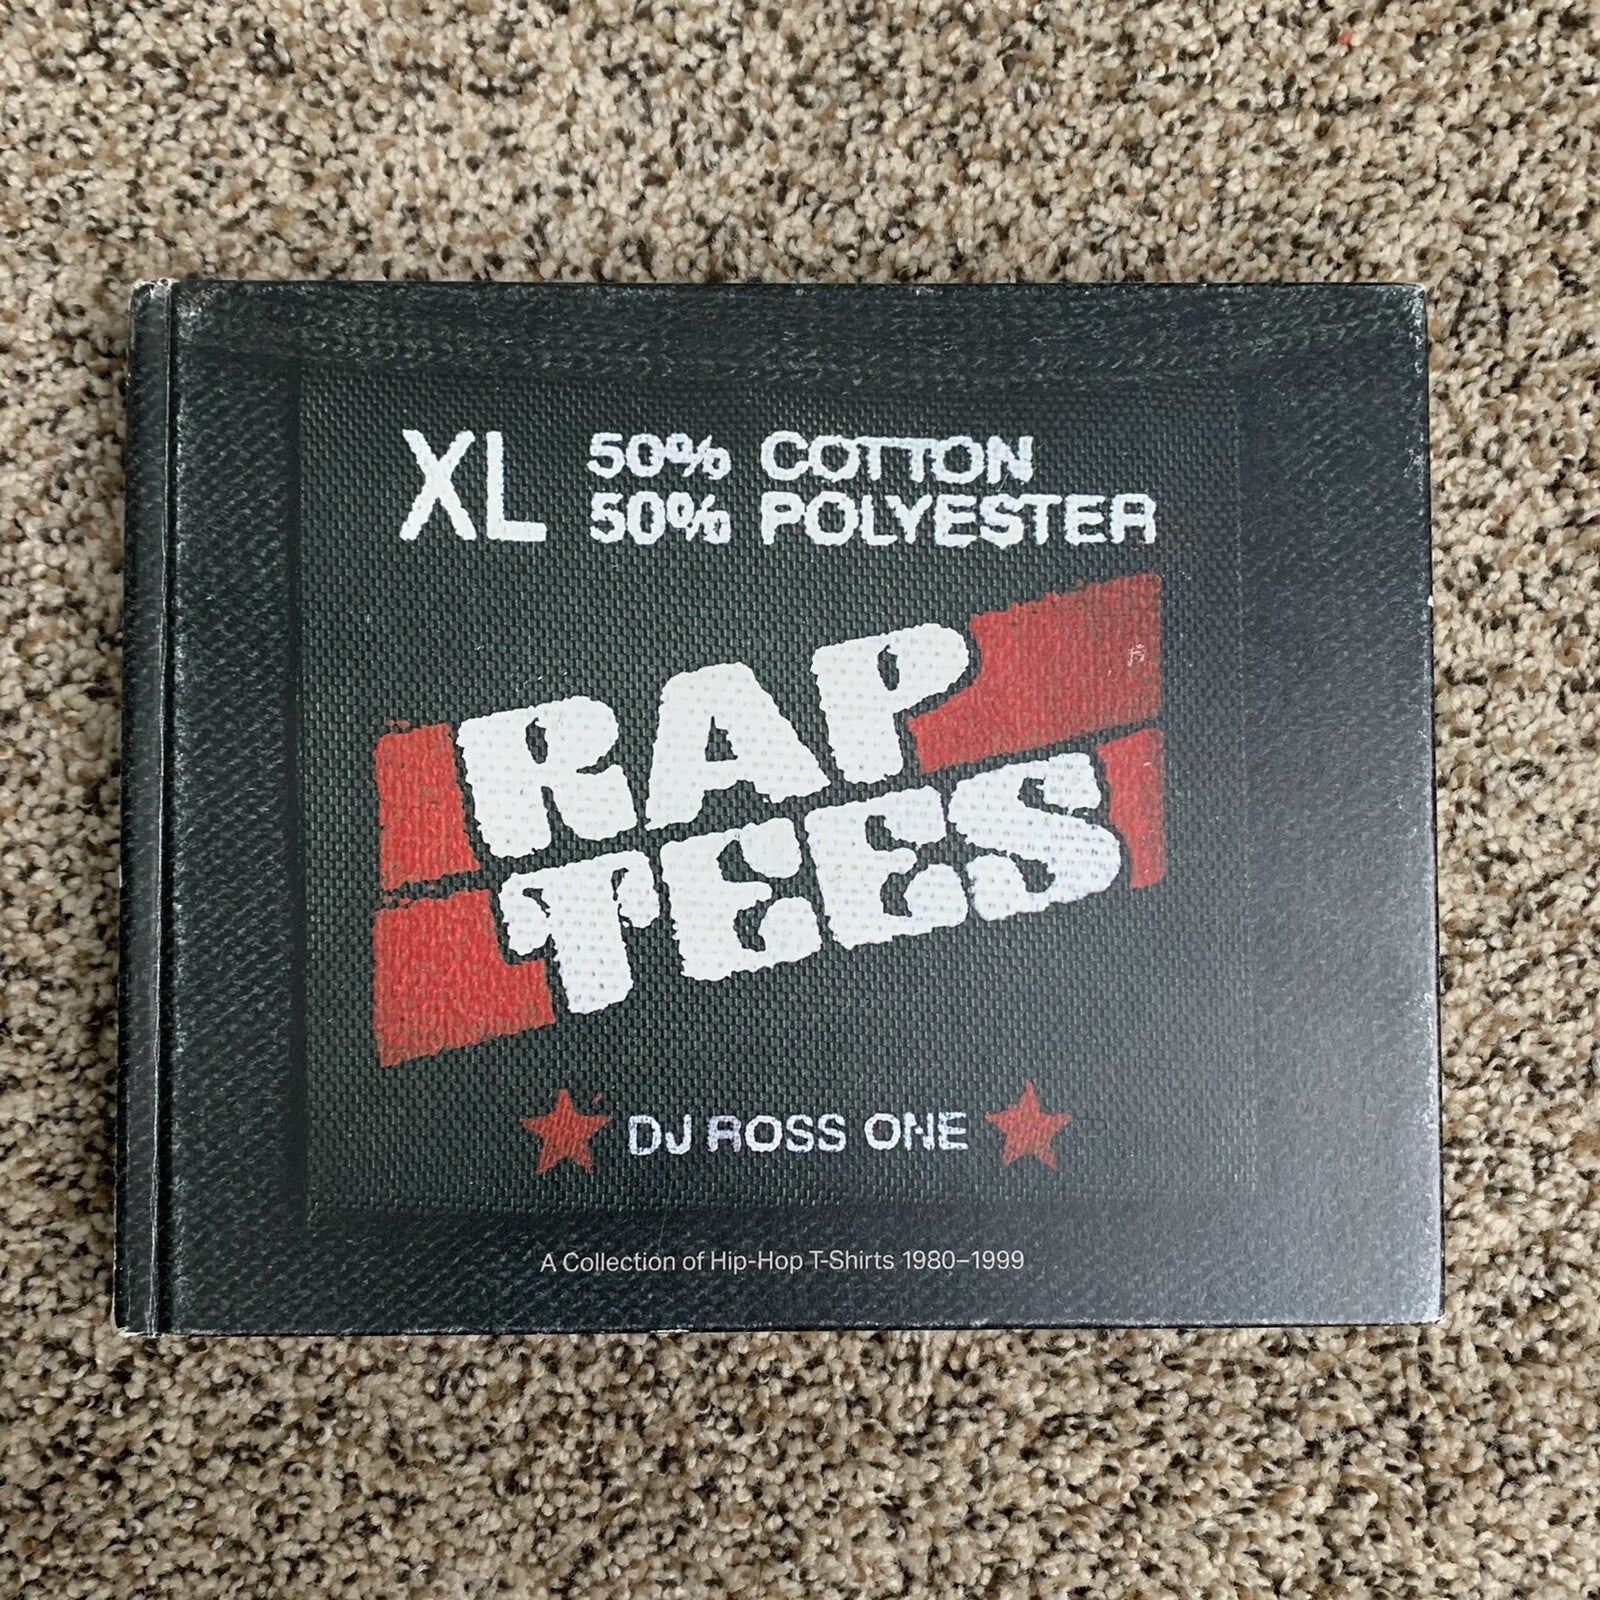 XL 50% COTTON
50% POLYESTER
RAP
TEES
DJ ROSS ONE
A Collection of Hip-Hop T-Shirts 1980–1999